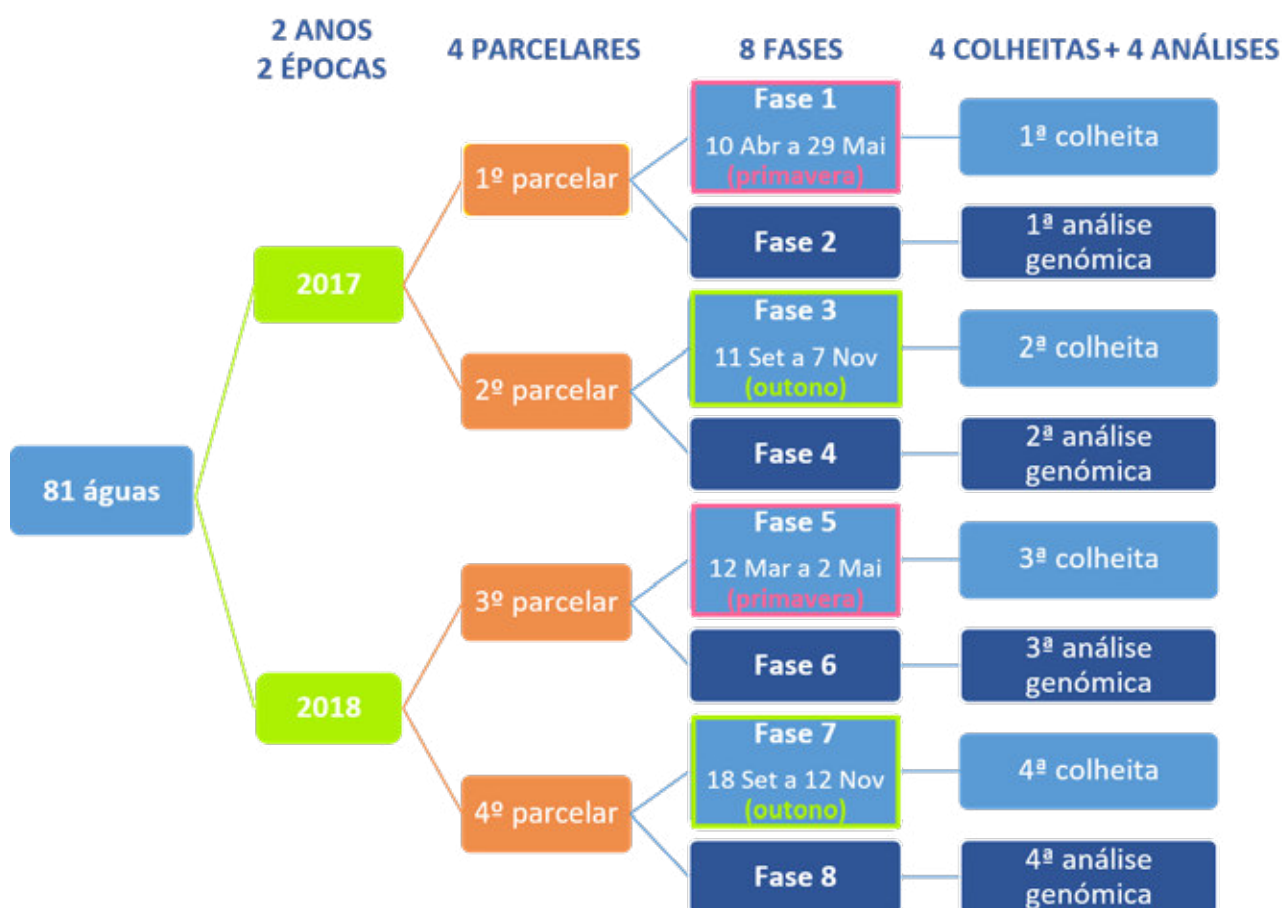 2 ANOS
2 ÉPOCAS
4 PARCELARES
8 FASES
4 COLHEITAS + 4 ANÁLISES
81 águas
2017
1º parcelar
Fase 1
10 Abr a 29 Mai
(primavera)
1ª colheita
Fase 2
1ª análise
genómica
2º parcelar
Fase 3
11 Set a 7 Nov
(outono)
2ª colheita
Fase 4
2ª análise
genómica
2018
3º parcelar
Fase 5
12 Mar a 2 Mai
(primavera)
3ª colheita
Fase 6
3ª análise
genómica
4º parcelar
Fase 7
18 Set a 12 Nov
(outono)
4ª colheita
Fase 8
4ª análise
genómica